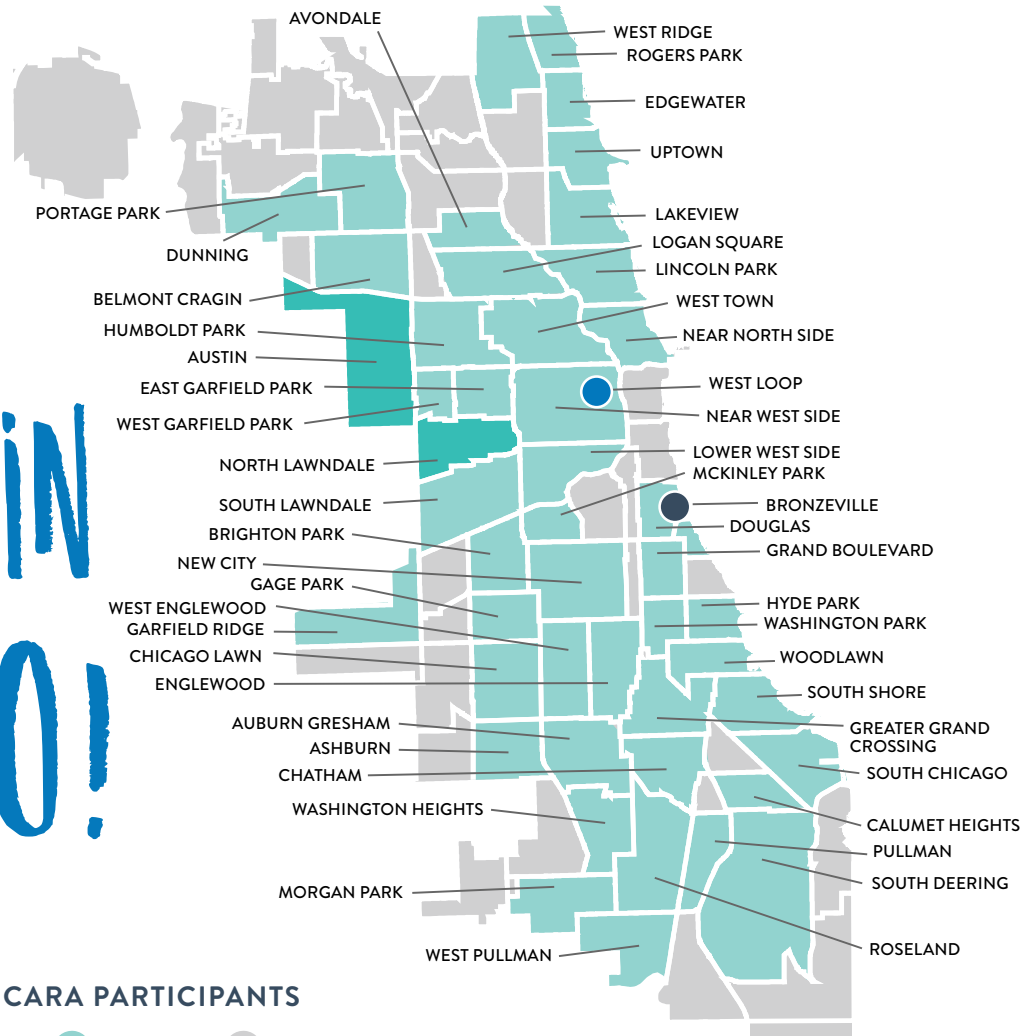 AVONDALE
WEST RIDGE
ROGERS PARK
EDGEWATER
UPTOWN
PORTAGE PARK
LAKEVIEW
DUNNING
LOGAN SQUARE
LINCOLN PARK
BELMONT CRAGIN
WEST TOWN
HUMBOLDT PARK
NEAR NORTH SIDE
AUSTIN
EAST GARFIELD PARK
WEST LOOP
WEST GARFIELD PARK
NEAR WEST SIDE
iN
LOWER WEST SIDE
NORTH LAWNDALE
MCKINLEY PARK
SOUTH LAWNDALE
BRONZEVILLE
DOUGLAS
BRIGHTON PARK
GRAND BOULEVARD
NEW CITY
GAGE PARK
WEST ENGLEWOOD
HYDE PARK
GARFIELD RIDGE
WASHINGTON PARK
CHICAGO LAWN
WOODLAWN
ENGLEWOOD
SOUTH SHORE
AUBURN GRESHAM
GREATER GRAND
CROSSING
ASHBURN
O!
CHATHAM
SOUTH CHICAGO
WASHINGTON HEIGHTS
CALUMET HEIGHTS
PULLMAN
MORGAN PARK
SOUTH DEERING
WEST PULLMAN
ROSELAND
CARA PARTICIPANTS